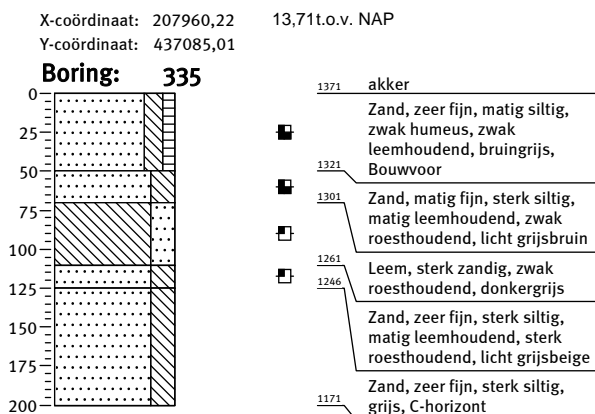 X-coördinaat: 207960,22 13,71t.o.v. NAP
Y-coördinaat: 437085,01
Boring: 335
0
25
50
75
100
125
150
175
200
1371 akker
Zand, zeer fijn, matig siltig,
zwak humeus, zwak
leemhoudend, bruingrijs,
1321 Bouwvoor
1301 Zand, matig fijn, sterk siltig,
matig leemhoudend, zwak
roesthoudend, licht grijsbruin
1261 Leem, sterk zandig, zwak
1246 roesthoudend, donkergrijs
Zand, zeer fijn, sterk siltig,
matig leemhoudend, sterk
roesthoudend, licht grijsbeige
Zand, zeer fijn, sterk siltig,
1171 grijs, C-horizont